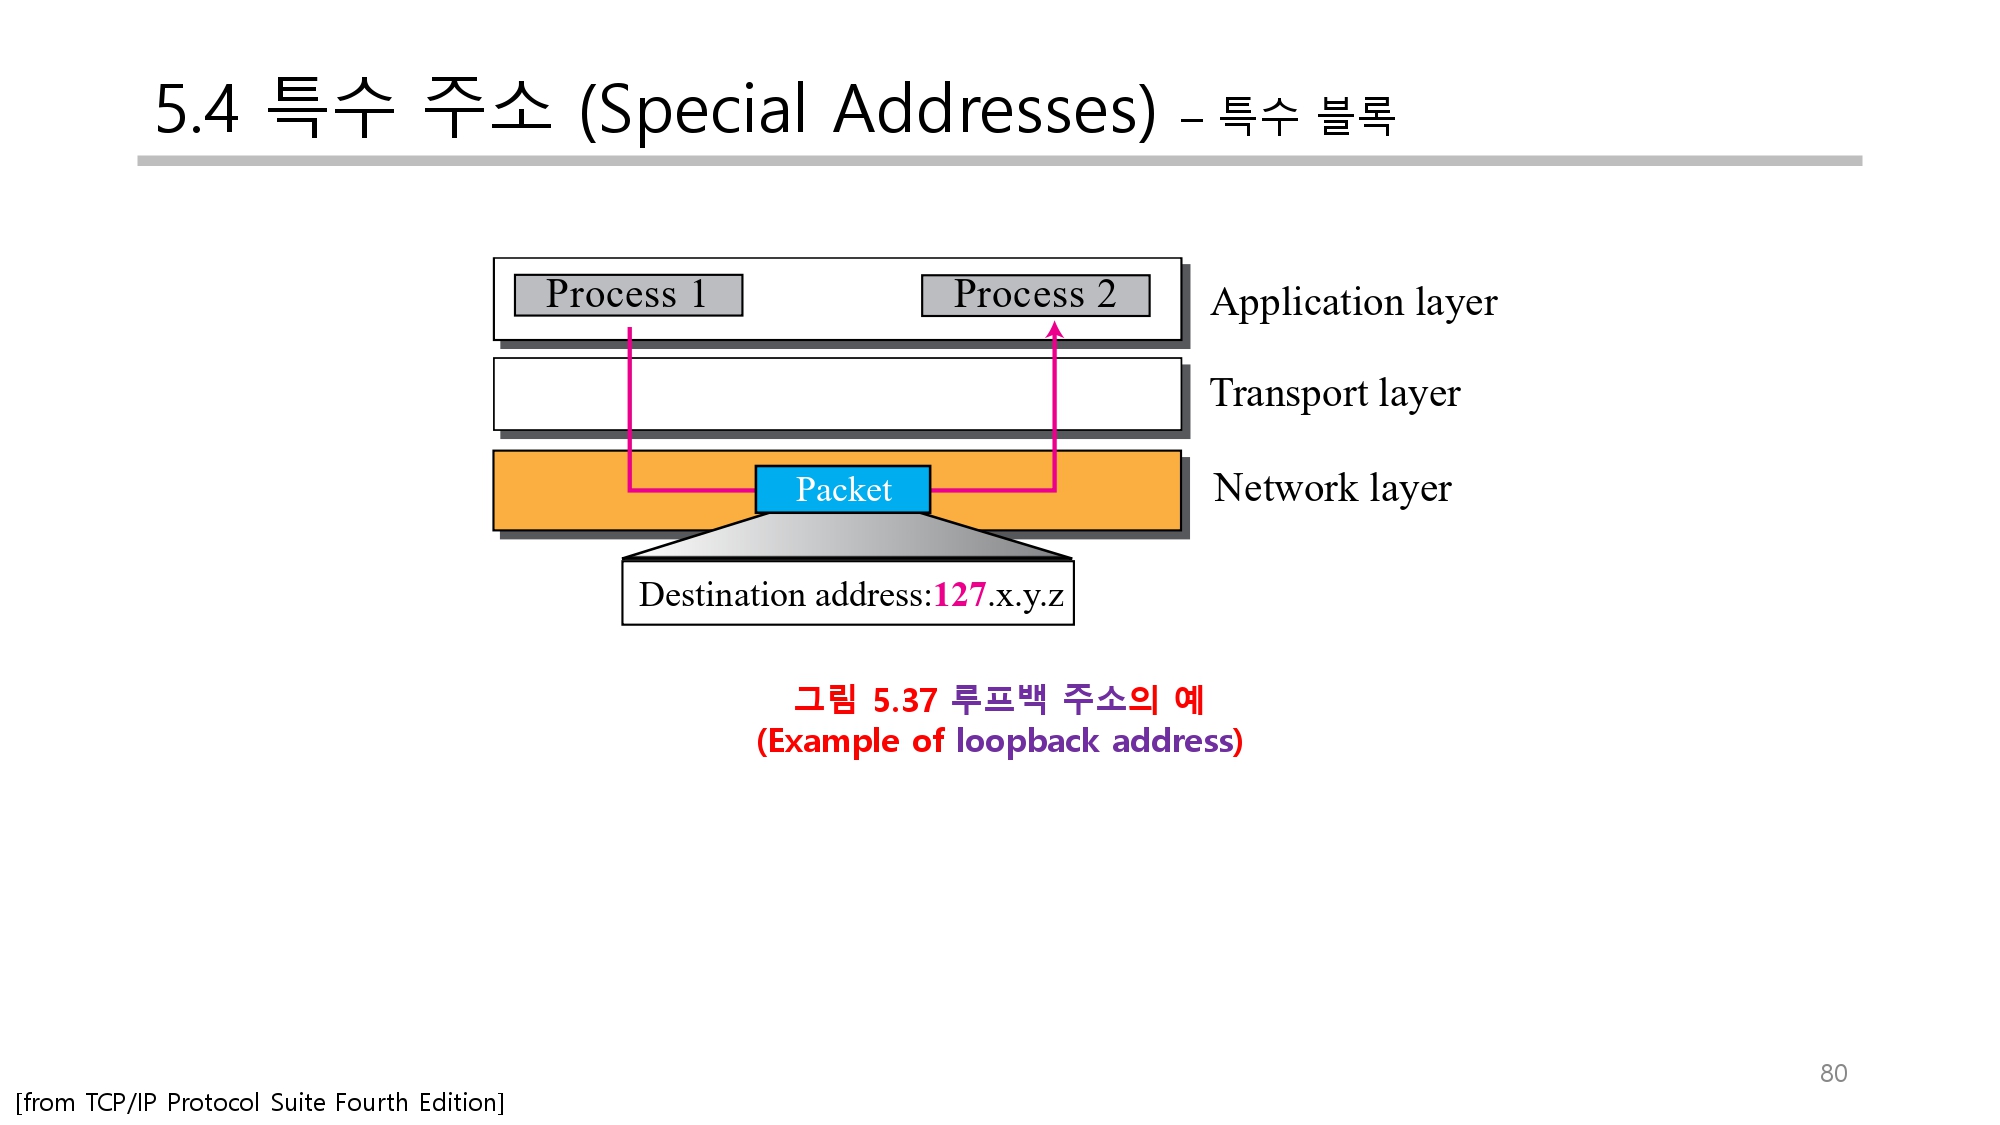 5.4 특수 주소 (Special Addresses) – 특수 블록
Process 1
Process 2
Application layer
Transport layer
Packet
Network layer
Destination address:127.x.y.z
그림 5.37 루프백 주소의 예
(Example of loopback address)
80
[from TCP/IP Protocol Suite Fourth Edition]